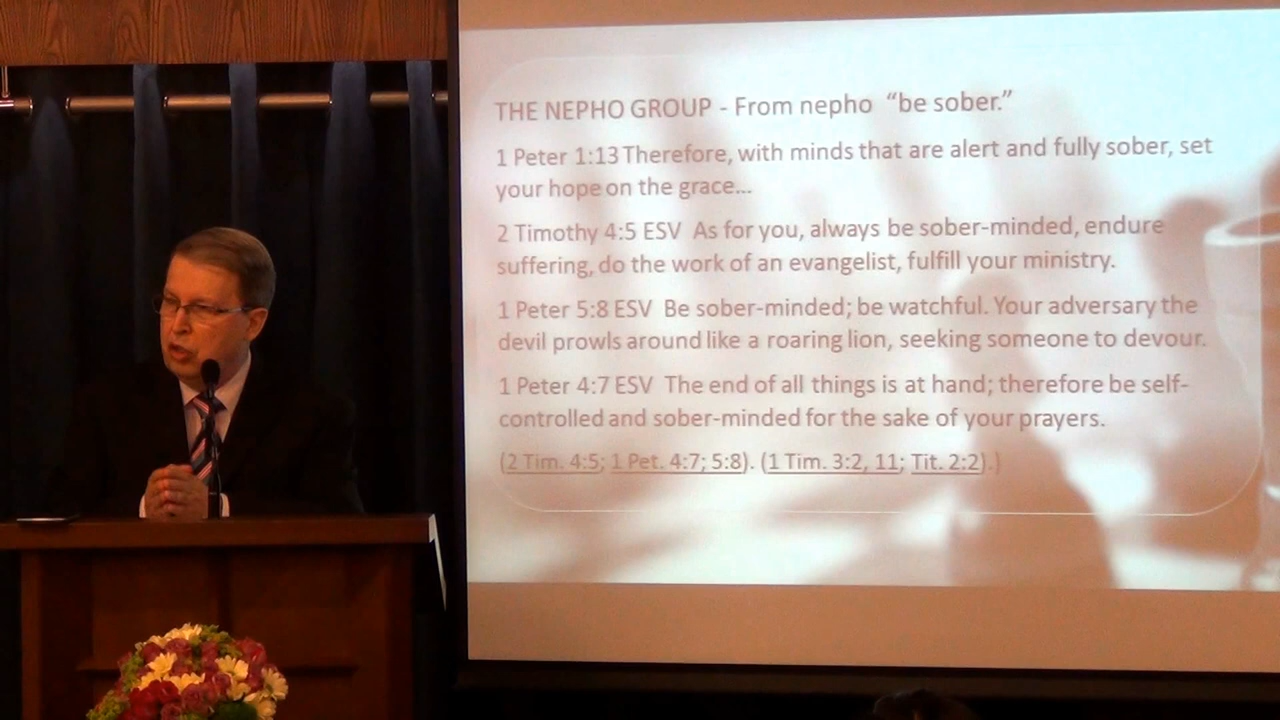 THE NEPHO GROUP - From nepho “be sober.”
1 Peter 1:13 Therefore, with minds that are alert and fully sober, set
your hope on the grace...
2 Timothy 4:5 ESV As for you, always be sober-minded, endure
suffering, do the work of an evangelist, fulfill your ministry.
1 Peter 5:8 ESV Be sober-minded; be watchful. Your adversary the
devil prowls around like a roaring lion, seeking someone to devour.
1 Peter 4:7 ESV The end of all things is at hand; therefore be self-
controlled and sober-minded for the sake of your prayers.
(2 Tim. 4:5; 1 Pet. 4:7; 5:8). (1 Tim. 3:2, 11; Tit. 2:2).)